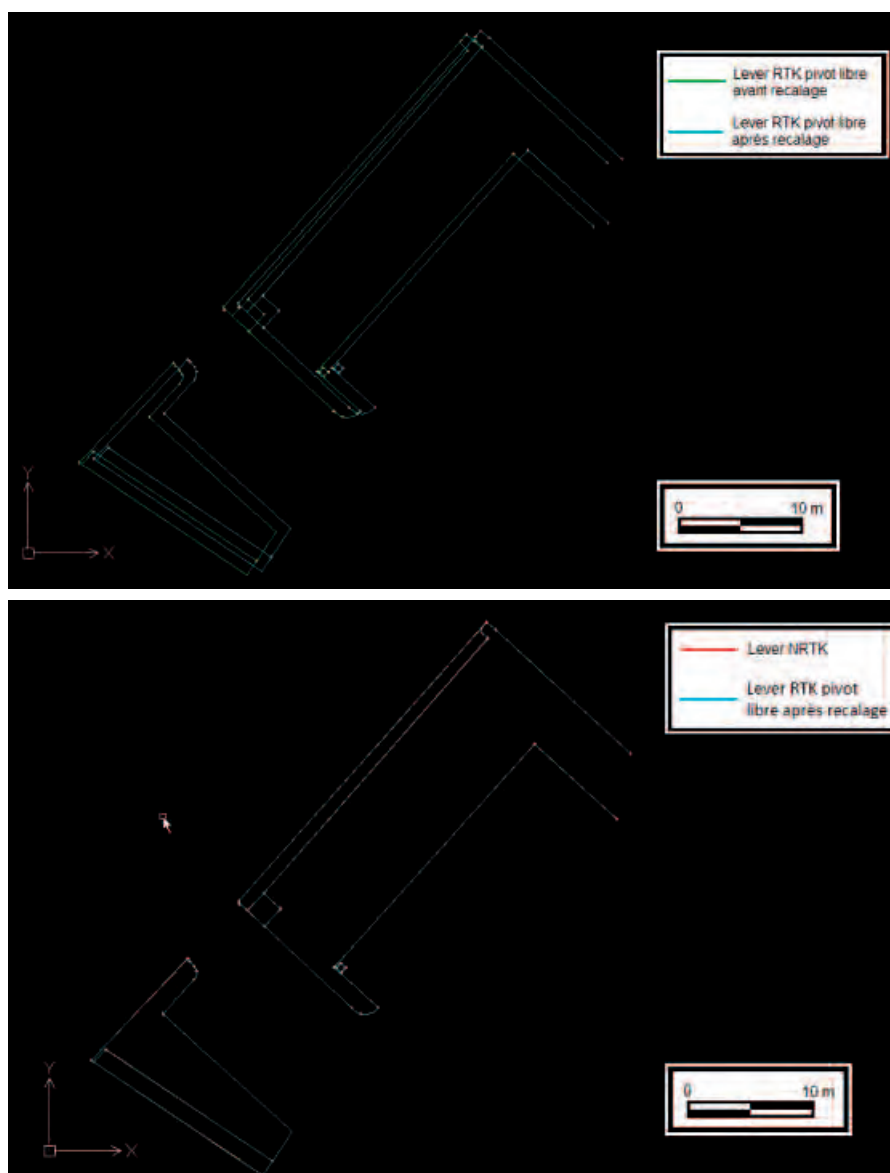 Lever RTK pivot libre
avant recalage
Lever RTK pivot libre
après recalage
0 10 m
Y
X
Lever NRTK
Lever RTK pivot
libre après recalage
0 10 m
Y
X